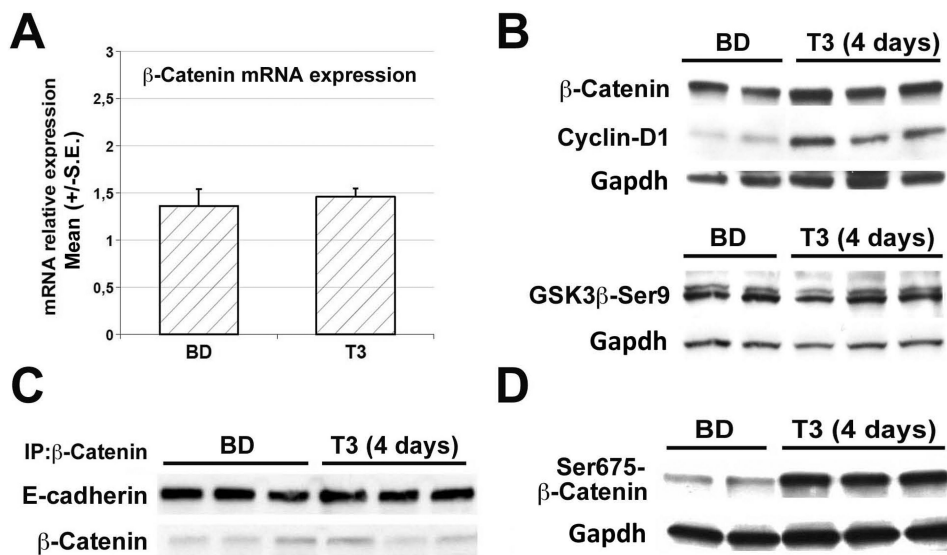 A
β-Catenin mRNA expression
mRNA relative expression
Mean (+/-S.E.)
3
2,5
2
1,5
1
0,5
0
BD
T3
B
BD
T3 (4 days)
β-Catenin
Cyclin-D1
Gapdh
BD
T3 (4 days)
GSK3β-Ser9
Gapdh
C
IP:β-Catenin
BD
T3 (4 days)
E-cadherin
β-Catenin
D
BD
T3 (4 days)
Ser675-
β-Catenin
Gapdh